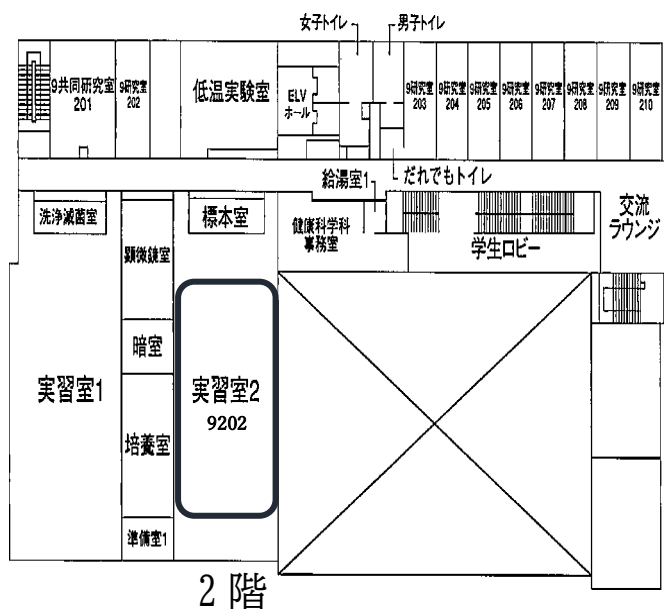 女子トイレ
男子トイレ
9共同研究室
201
9研究室
202
低温実験室
ELV
ホール
9研究室
203
9研究室
204
9研究室
205
9研究室
206
9研究室
207
9研究室
208
9研究室
209
9研究室
210
給湯室1
だれでもトイレ
洗浄滅菌室
標本室
健康科学科
事務室
学生ロビー
交流
ラウンジ
顕微鏡室
暗室
実習室1
実習室2
9202
培養室
準備室1
2階